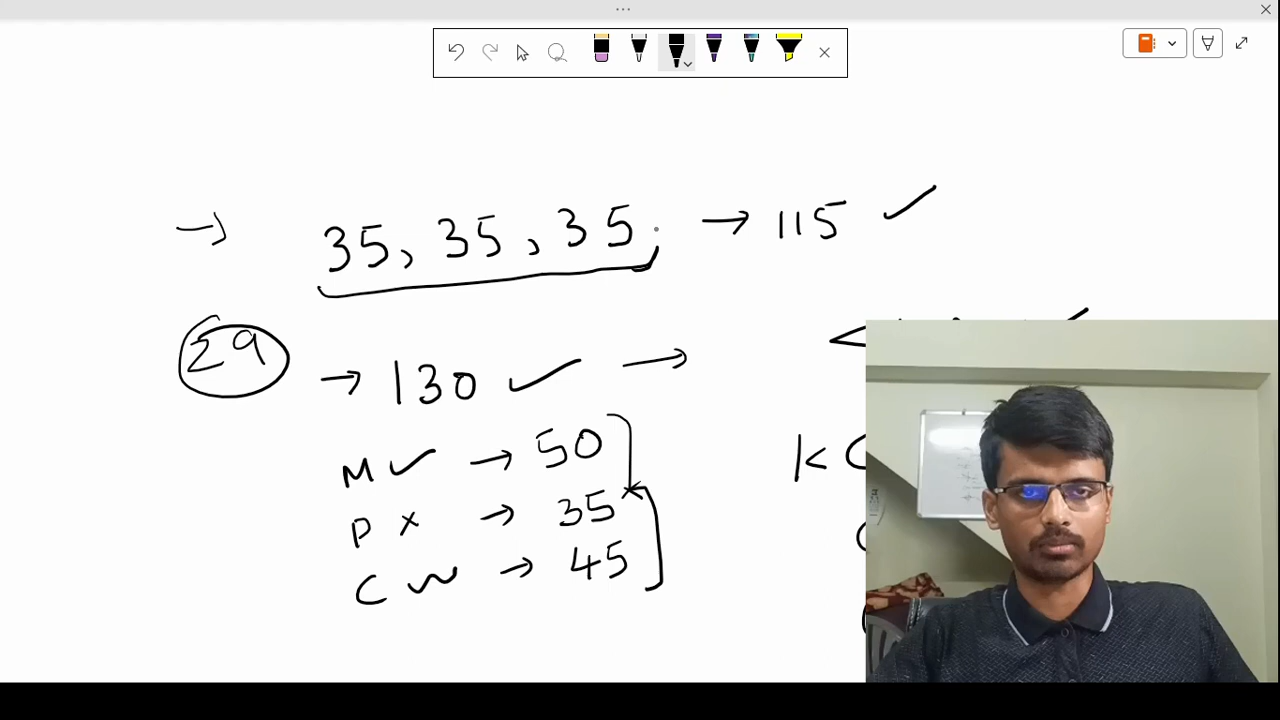 → 35, 35, 35, → 115 ✓
29
→ 130 ✓ →
M ✓ → 50
P × → 35
C → 45
K